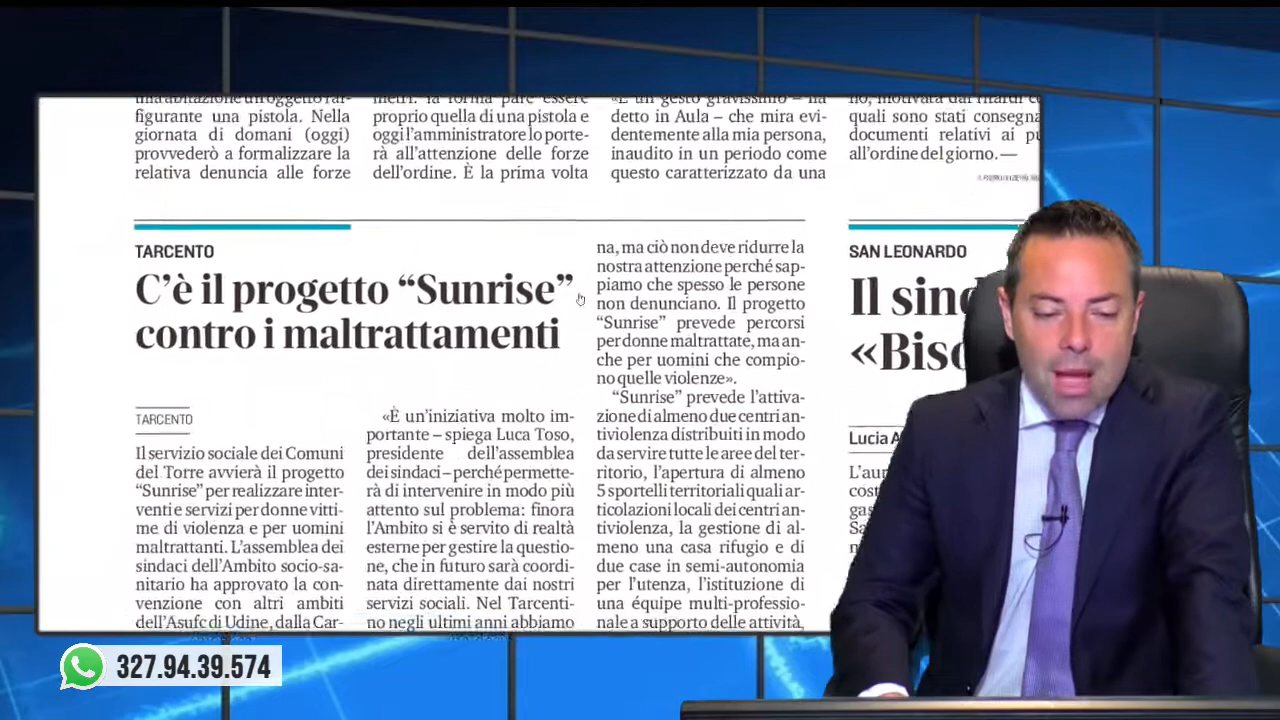 figurante una pistola. Nella
giornata di domani (oggi)
provvederò a formalizzare la
relativa denuncia alle forze
metri. la forma pare essere
proprio quella di una pistola e
oggi l'amministratore lo porte-
rà all'attenzione delle forze
dell'ordine. È la prima volta
«È un gesto gravissimo – ha
detto in Aula – che mira evi-
dentemente alla mia persona,
inaudito in un periodo come
questo caratterizzato da una
quali sono stati consegna
documenti relativi ai pu
all'ordine del giorno. —
TARCENTO
C'è il progetto “Sunrise”
contro i maltrattamenti
TARCENTO
Il servizio sociale dei Comuni
del Torre avvierà il progetto
“Sunrise” per realizzare inter-
venti e servizi per donne vitti-
me di violenza e per uomini
maltrattanti. L'assemblea dei
sindaci dell'Ambito socio-sa-
nitario ha approvato la con-
venzione con altri ambiti
dell'Asufc di Udine, dalla Car-
«È un'iniziativa molto im-
portante – spiega Luca Toso,
presidente dell'assemblea
dei sindaci – perché permette-
rà di intervenire in modo più
attento sul problema: finora
l'Ambito si è servito di realtà
esterne per gestire la questio-
ne, che in futuro sarà coordi-
nata direttamente dai nostri
servizi sociali. Nel Tarcenti-
no negli ultimi anni abbiamo
na, ma ciò non deve ridurre la
nostra attenzione perché sap-
piamo che spesso le persone
non denunciano. Il progetto
“Sunrise” prevede percorsi
per donne maltrattate, ma an-
che per uomini che compio-
no quelle violenze».
“Sunrise” prevede l'attiva-
zione di almeno due centri an-
tiviolenza distribuiti in modo
da servire tutte le aree del ter-
ritorio, l'apertura di almeno
5 sportelli territoriali quali ar-
ticolazioni locali dei centri an-
tiviolenza, la gestione di al-
meno una casa rifugio e di
due case in semi-autonomia
per l'utenza, l'istituzione di
una équipe multi-professio-
nale a supporto delle attività,
SAN LEONARDO
Il sind
«Biso
Lucia A
L'au
cost
gas
Sa
327.94.39.574